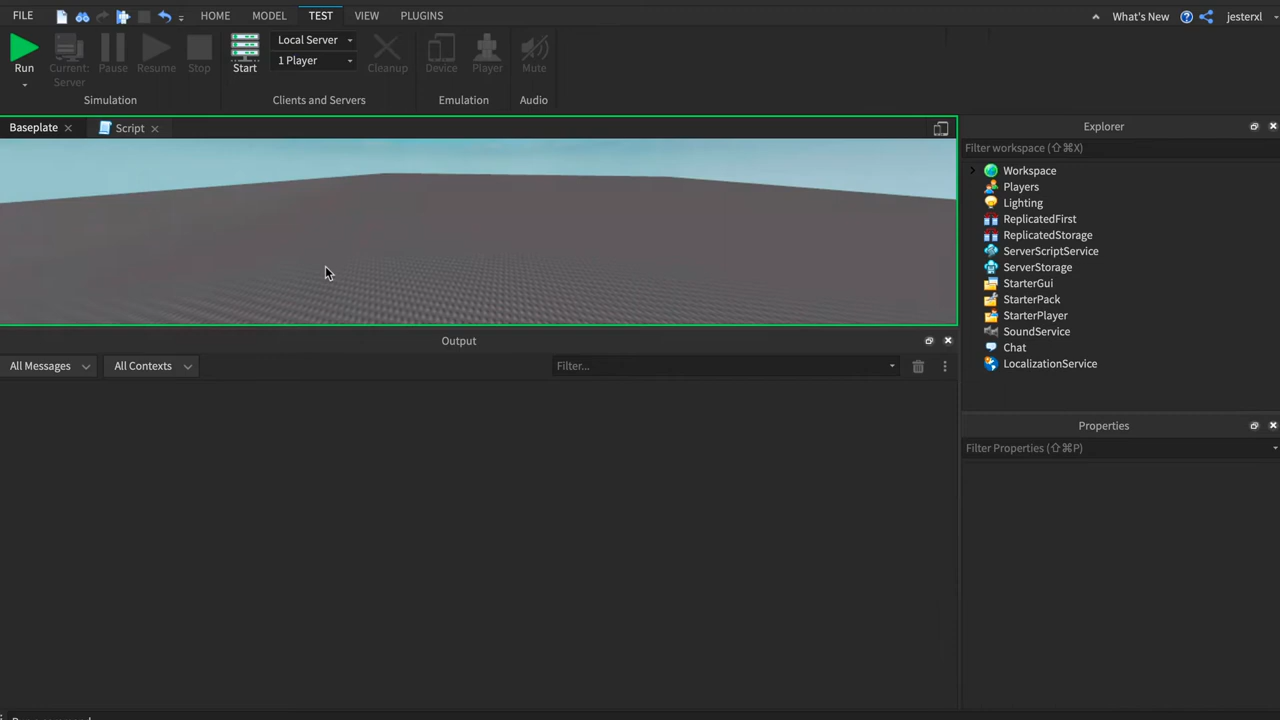 FILE HOME MODEL TEST VIEW PLUGINS What's New jesterxl
Run Current: Server Pause Resume Stop
Simulation
Start Local Server 1 Player Cleanup
Clients and Servers
Device Player
Emulation
Mute
Audio
Baseplate Script
Explorer
Filter workspace (⇧⌘X)
Workspace
Players
Lighting
ReplicatedFirst
ReplicatedStorage
ServerScriptService
ServerStorage
StarterGui
StarterPack
StarterPlayer
SoundService
Chat
LocalizationService
Output
All Messages All Contexts Filter...
Properties
Filter Properties (⇧⌘P)